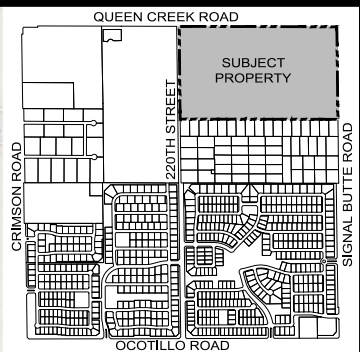 QUEEN CREEK ROAD
SUBJECT
PROPERTY
220TH STREET
CRIMSON ROAD
SIGNAL BUTTE ROAD
OCOTILLO ROAD